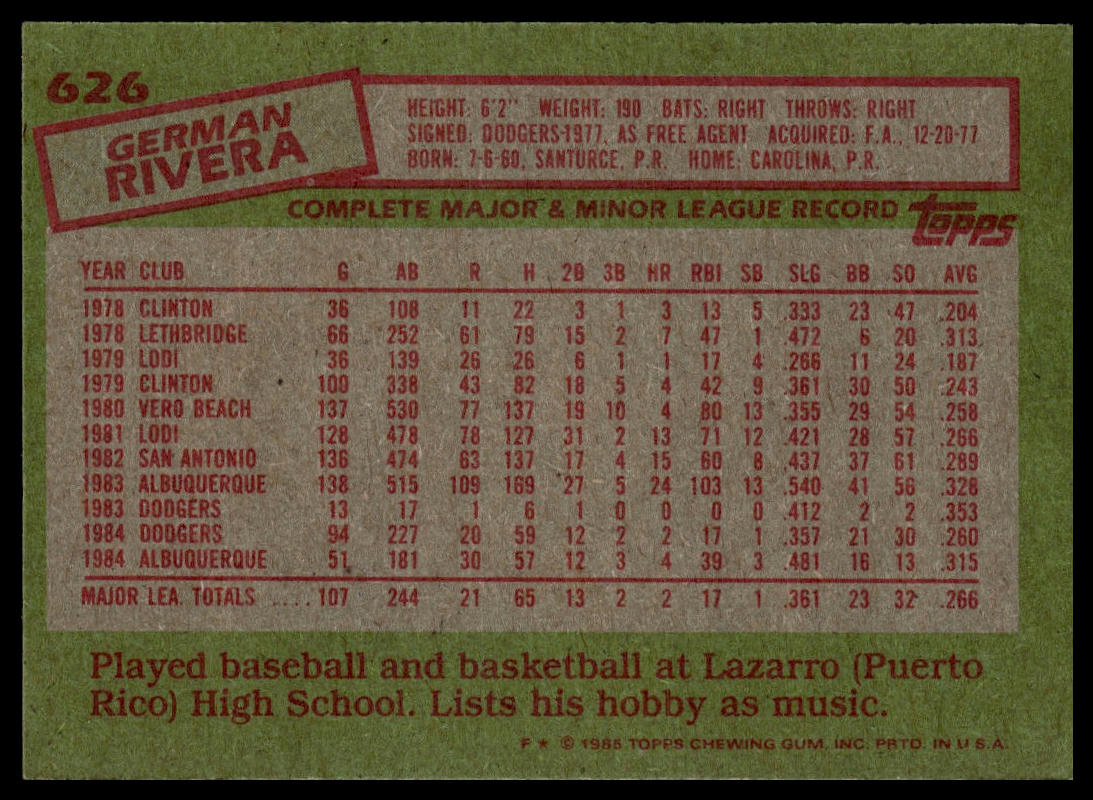 626
GERMAN
RIVERA
HEIGHT: 6'2" WEIGHT: 190 BATS: RIGHT THROWS: RIGHT
SIGNED: DODGERS-1977, AS FREE AGENT ACQUIRED: F.A., 12-20-77
BORN: 7-6-60, SANTURCE, P.R. HOME: CAROLINA, P.R.
COMPLETE MAJOR & MINOR LEAGUE RECORD topps
YEAR CLUB G AB R H 2B 3B HR RBI SB SLG BB SO AVG
1978 CLINTON 36 108 11 22 3 1 3 13 5 .333 23 47 .204
1978 LETHBRIDGE 66 252 61 79 15 2 7 47 1 .472 6 20 .313
1979 LODI 36 139 26 26 6 1 1 17 4 .266 11 24 .187
1979 CLINTON 100 338 43 82 18 5 4 42 9 .361 30 50 .243
1980 VERO BEACH 137 530 77 137 19 10 4 80 13 .355 29 54 .258
1981 LODI 128 478 78 127 31 2 13 71 12 .421 28 57 .266
1982 SAN ANTONIO 136 474 63 137 17 4 15 60 8 .437 37 61 .289
1983 ALBUQUERQUE 138 515 109 169 27 5 24 103 13 .540 41 56 .328
1983 DODGERS 13 17 1 6 1 0 0 0 0 .412 2 2 .353
1984 DODGERS 94 227 20 59 12 2 2 17 1 .357 21 30 .260
1984 ALBUQUERQUE 51 181 30 57 12 3 4 39 3 .481 16 13 .315
MAJOR LEA. TOTALS .... 107 244 21 65 13 2 2 17 1 .361 23 32 .266
Played baseball and basketball at Lazarro (Puerto
Rico) High School. Lists his hobby as music.
F ★ © 1985 TOPPS CHEWING GUM, INC. PRTD. IN U.S.A.